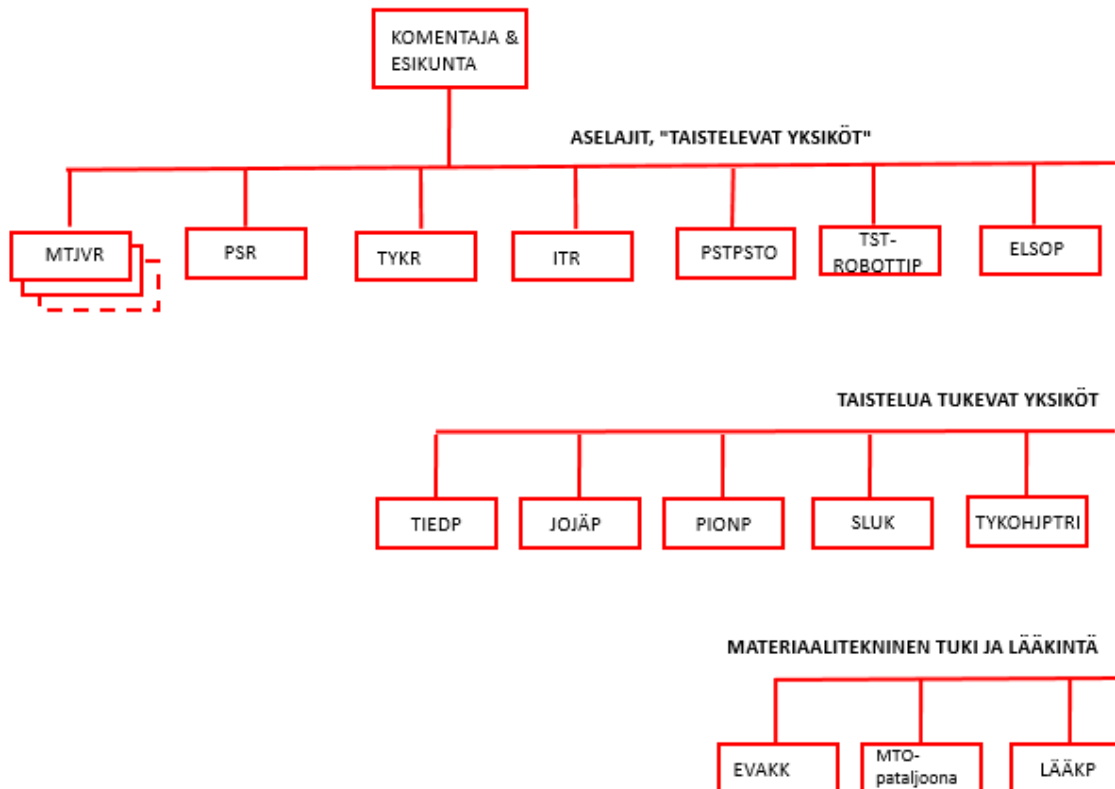 KOMENTAJA &
ESIKUNTA
ASELAJIT, "TAISTELEVAT YKSIKÖT"
MTJVR
PSR
TYKR
ITR
PSTPSTO
TST-
ROBOTTIP
ELSOP
TAISTELUA TUKEVAT YKSIKÖT
TIEDP
JOJÄP
PIONP
SLUK
TYKOHJPTRI
MATERIAALITEKNINEN TUKI JA LÄÄKINTÄ
EVAKK
MTO-
pataljoona
LÄÄKP